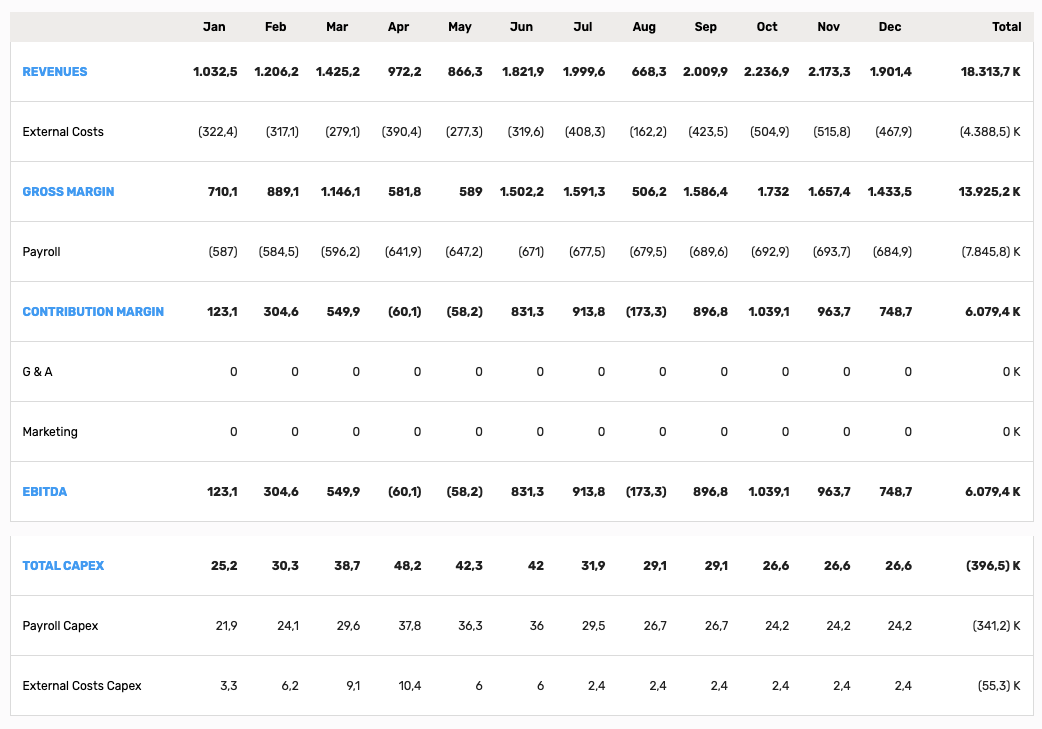 Jan Feb Mar Apr May Jun Jul Aug Sep Oct Nov Dec Total
REVENUES 1.032,5 1.206,2 1.425,2 972,2 866,3 1.821,9 1.999,6 668,3 2.009,9 2.236,9 2.173,3 1.901,4 18.313,7 K
External Costs (322,4) (317,1) (279,1) (390,4) (277,3) (319,6) (408,3) (162,2) (423,5) (504,9) (515,8) (467,9) (4.388,5) K
GROSS MARGIN 710,1 889,1 1.146,1 581,8 589 1.502,2 1.591,3 506,2 1.586,4 1.732 1.657,4 1.433,5 13.925,2 K
Payroll (587) (584,5) (596,2) (641,9) (647,2) (671) (677,5) (679,5) (689,6) (692,9) (693,7) (684,9) (7.845,8) K
CONTRIBUTION MARGIN 123,1 304,6 549,9 (60,1) (58,2) 831,3 913,8 (173,3) 896,8 1.039,1 963,7 748,7 6.079,4 K
G & A 0 0 0 0 0 0 0 0 0 0 0 0 0 K
Marketing 0 0 0 0 0 0 0 0 0 0 0 0 0 K
EBITDA 123,1 304,6 549,9 (60,1) (58,2) 831,3 913,8 (173,3) 896,8 1.039,1 963,7 748,7 6.079,4 K
TOTAL CAPEX 25,2 30,3 38,7 48,2 42,3 42 31,9 29,1 29,1 26,6 26,6 26,6 (396,5) K
Payroll Capex 21,9 24,1 29,6 37,8 36,3 36 29,5 26,7 26,7 24,2 24,2 24,2 (341,2) K
External Costs Capex 3,3 6,2 9,1 10,4 6 6 2,4 2,4 2,4 2,4 2,4 2,4 (55,3) K